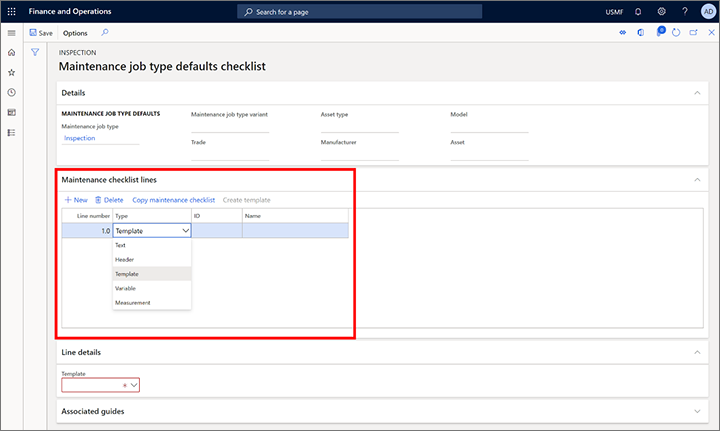 Finance and Operations
Search for a page
USMF
?
AD
Save
Options
0
INSPECTION
Maintenance job type defaults checklist
Details
MAINTENANCE JOB TYPE DEFAULTS
Maintenance job type variant
Asset type
Model
Maintenance job type
Inspection
Trade
Manufacturer
Asset
Maintenance checklist lines
+ New
Delete
Copy maintenance checklist
Create template
Line number
Type
ID
Name
1.0
Template
Text
Header
Template
Variable
Measurement
Line details
Template
*
Associated guides